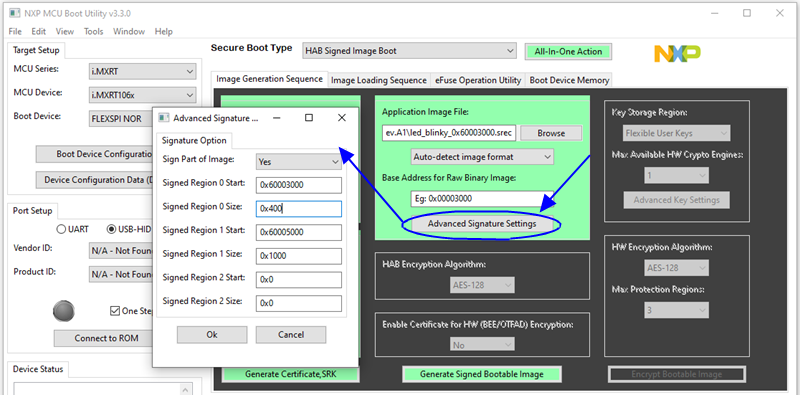 NXP MCU Boot Utility v3.3.0
File Edit View Tools Window Help
Target Setup
MCU Series:
i.MXRT
MCU Device:
i.MXRT106x
Boot Device:
FLEXSPI NOR
Boot Device Configuratio
Device Configuration Data (D
Port Setup
UART
USB-HID
Vendor ID:
N/A - Not Foun
Product ID:
N/A - Not Foun
One Step
Connect to ROM
Device Status
Secure Boot Type
HAB Signed Image Boot
All-In-One Action
NXP
Image Generation Sequence
Image Loading Sequence
eFuse Operation Utility
Boot Device Memory
Advanced Signature ...
Signature Option
Sign Part of Image:
Yes
Signed Region 0 Start:
0x60003000
Signed Region 0 Size:
0x400
Signed Region 1 Start:
0x60005000
Signed Region 1 Size:
0x1000
Signed Region 2 Start:
0x0
Signed Region 2 Size:
0x0
Ok
Cancel
Generate Certificate,SRK
Application Image File:
ev.A1\led_blinky_0x60003000.srec
Browse
Auto-detect image format
Base Address for Raw Binary Image:
Eg: 0x00003000
Advanced Signature Settings
HAB Encryption Algorithm:
AES-128
Enable Certificate for HW (BEE/OTFAD) Encryption:
No
Generate Signed Bootable Image
Key Storage Region:
Flexible User Keys
Max Available HW Crypto Engines:
1
Advanced Key Settings
HW Encryption Algorithm:
AES-128
Max Protection Regions:
3
Encrypt Bootable Image